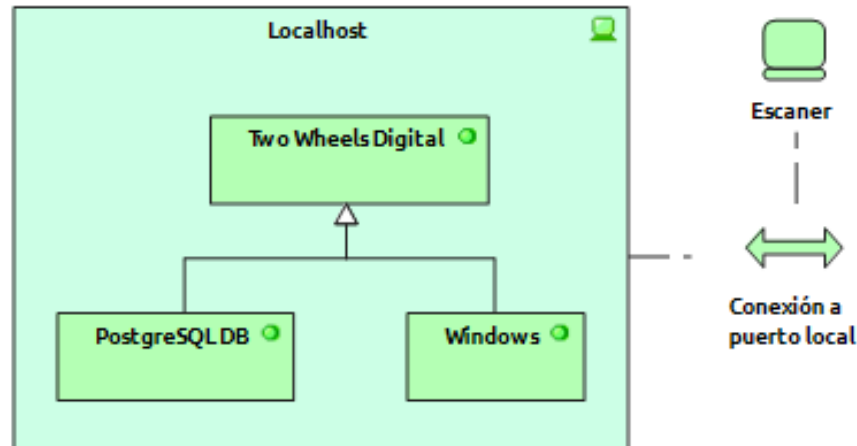 Localhost
Escaner
Two Wheels Digital
Conexión a
puerto local
PostgreSQL DB
Windows